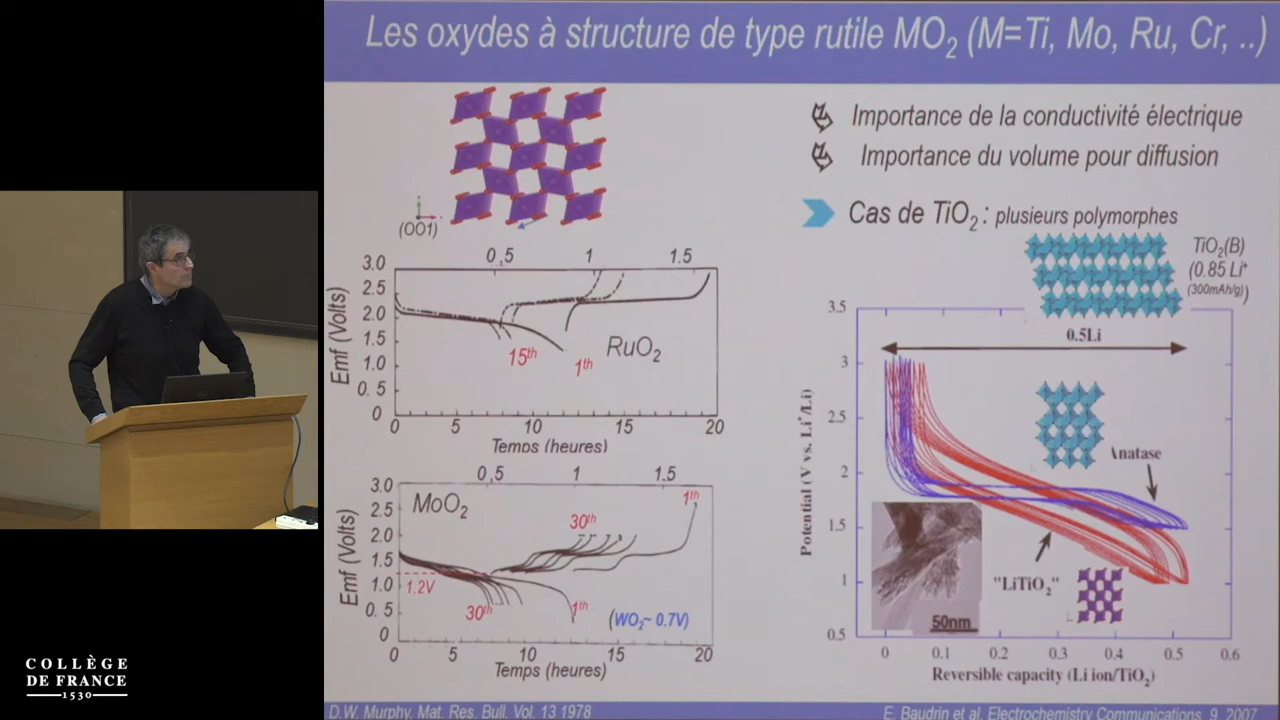 Les oxydes à structure de type rutile MO₂ (M=Ti, Mo, Ru, Cr, ..)
(001)
Importance de la conductivité électrique
Importance du volume pour diffusion
Cas de TiO₂ : plusieurs polymorphes
TiO₂(B)
(0.85 Li⁺
(300mAh/g))
0,5 1 1.5
3.0
2.5
2.0
1.5
1.0
0.5
0
Emf (Volts)
15th
1th
RuO₂
0 5 10 15 20
Temps (heures)
0,5 1 1.5
3.0
2.0
1.0
0.5
0
Emf (Volts)
MoO₂
1.2V
30th
1th
30th
1th
(WO₂~ 0.7V)
0 5 10 15 20
Temps (heures)
3.5
3
2.5
2
1.5
1
0.5
Potential (V vs. Li⁺/Li)
0.5Li
Anatase
"LiTiO₂"
50nm
0 0.1 0.2 0.3 0.4 0.5 0.6
Reversible capacity (Li ion/TiO₂)
D.W. Murphy, Mat. Res. Bull. Vol. 13 1978
E. Baudrin et al. Electrochemistry Communications, 9, 2007
COLLÈGE
DE FRANCE
1530